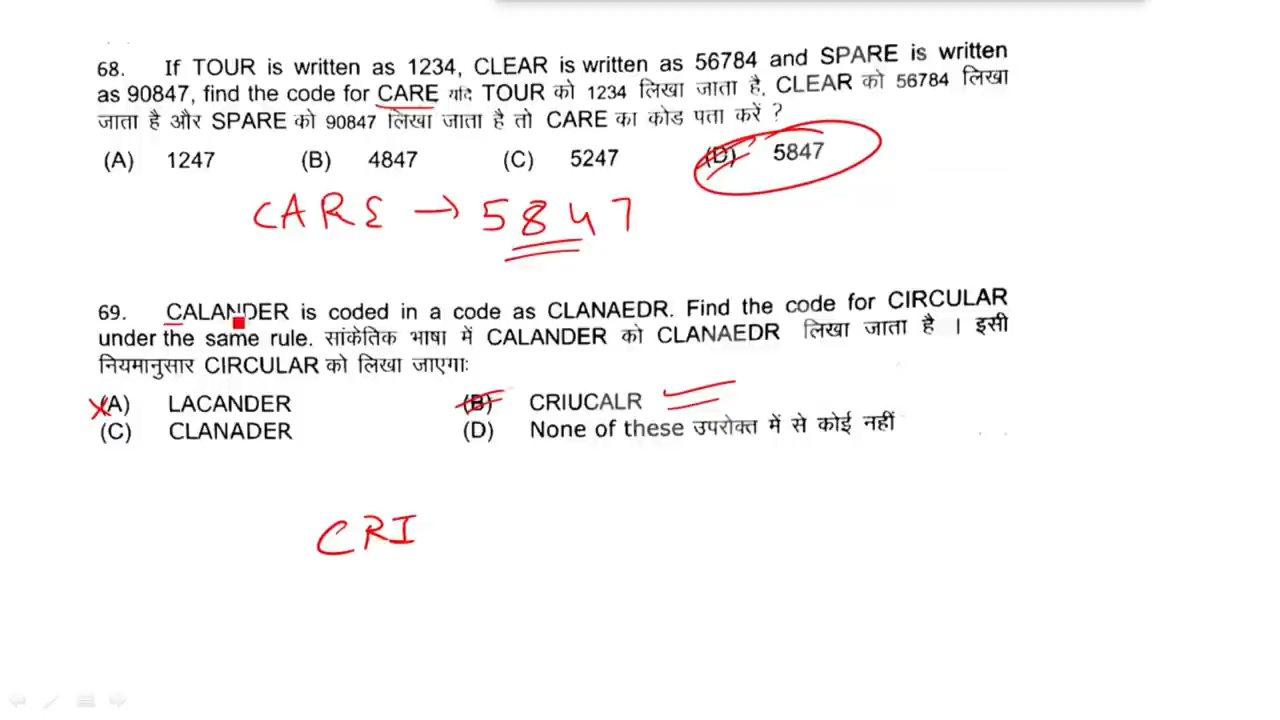 68. If TOUR is written as 1234, CLEAR is written as 56784 and SPARE is written
as 90847, find the code for CARE यदि TOUR को 1234 लिखा जाता है, CLEAR को 56784 लिखा
जाता है और SPARE को 90847 लिखा जाता है तो CARE का कोड पता करें ?
(A) 1247 (B) 4847 (C) 5247 (D) 5847
CARE → 5847
69. CALANDER is coded in a code as CLANAEDR. Find the code for CIRCULAR
under the same rule. सांकेतिक भाषा में CALANDER को CLANAEDR लिखा जाता है । इसी
नियमानुसार CIRCULAR को लिखा जाएगाः
(A) LACANDER (B) CRIUCALR
(C) CLANADER (D) None of these उपरोक्त में से कोई नहीं
CRI